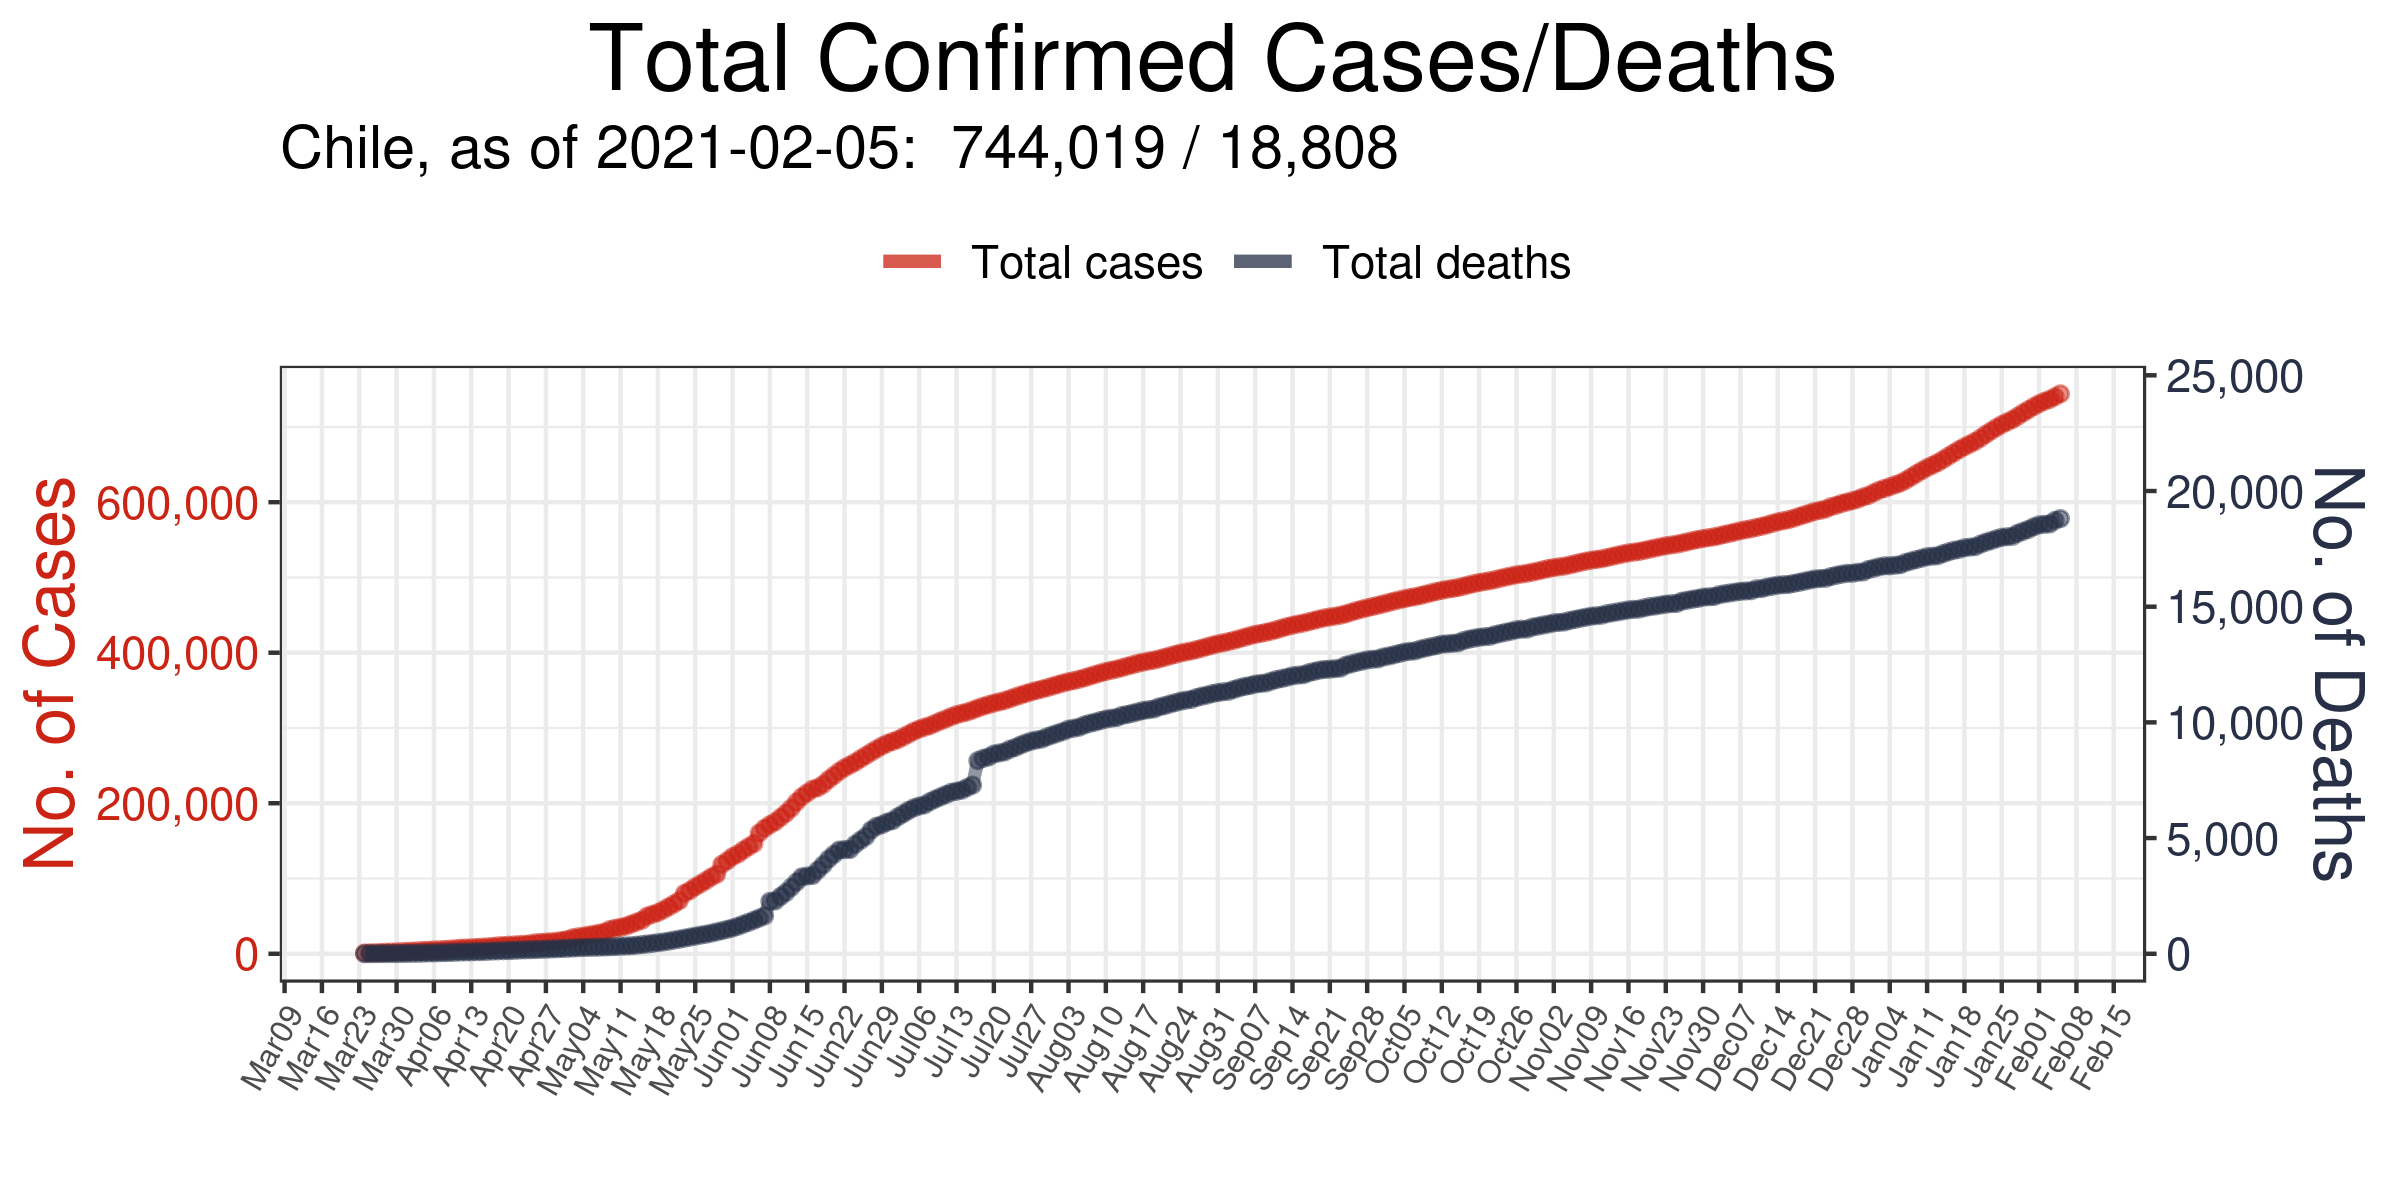 Total Confirmed Cases/Deaths
Chile, as of 2021-02-05:  744,019 / 18,808
Total cases
Total deaths
No. of Cases
600,000
400,000
200,000
0
25,000
20,000
15,000
10,000
5,000
0
No. of Deaths
Mar09
Mar16
Mar23
Mar30
Apr06
Apr13
Apr20
Apr27
May04
May11
May18
May25
Jun01
Jun08
Jun15
Jun22
Jun29
Jul06
Jul13
Jul20
Jul27
Aug03
Aug10
Aug17
Aug24
Aug31
Sep07
Sep14
Sep21
Sep28
Oct05
Oct12
Oct19
Oct26
Nov02
Nov09
Nov16
Nov23
Nov30
Dec07
Dec14
Dec21
Dec28
Jan04
Jan11
Jan18
Jan25
Feb01
Feb08
Feb15